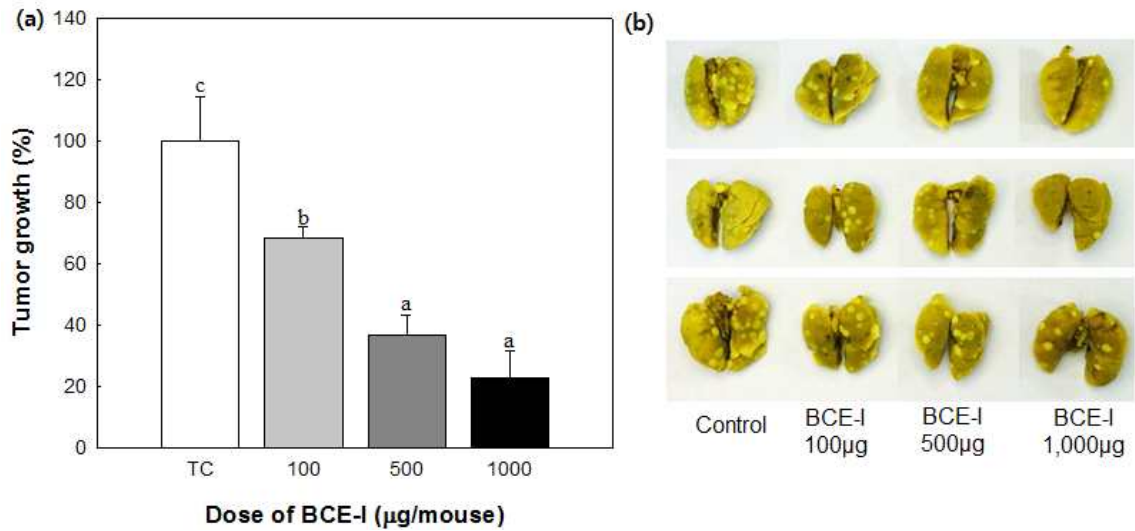 (a)
140
120
100
80
60
40
20
0
Tumor growth (%)
c
b
a
a
TC 100 500 1000
Dose of BCE-I (μg/mouse)
(b)
Control
BCE-I
100μg
BCE-I
500μg
BCE-I
1,000μg